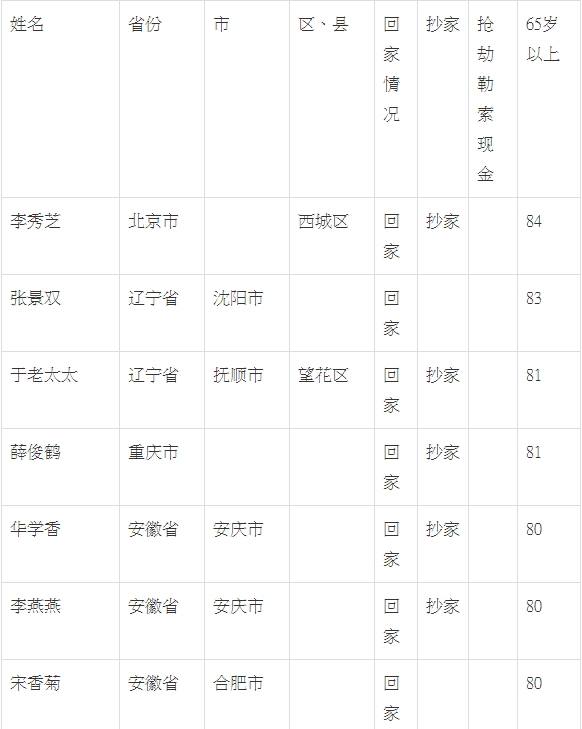 姓名 省份 市 区、县 回家情况 抄家 抢劫勒索现金 65岁以上
李秀芝 北京市 西城区 回家 抄家 84
张景双 辽宁省 沈阳市 回家 83
于老太太 辽宁省 抚顺市 望花区 回家 抄家 81
薛俊鹤 重庆市 回家 抄家 81
华学香 安徽省 安庆市 回家 抄家 80
李燕燕 安徽省 安庆市 回家 抄家 80
宋香菊 安徽省 合肥市 回家 80